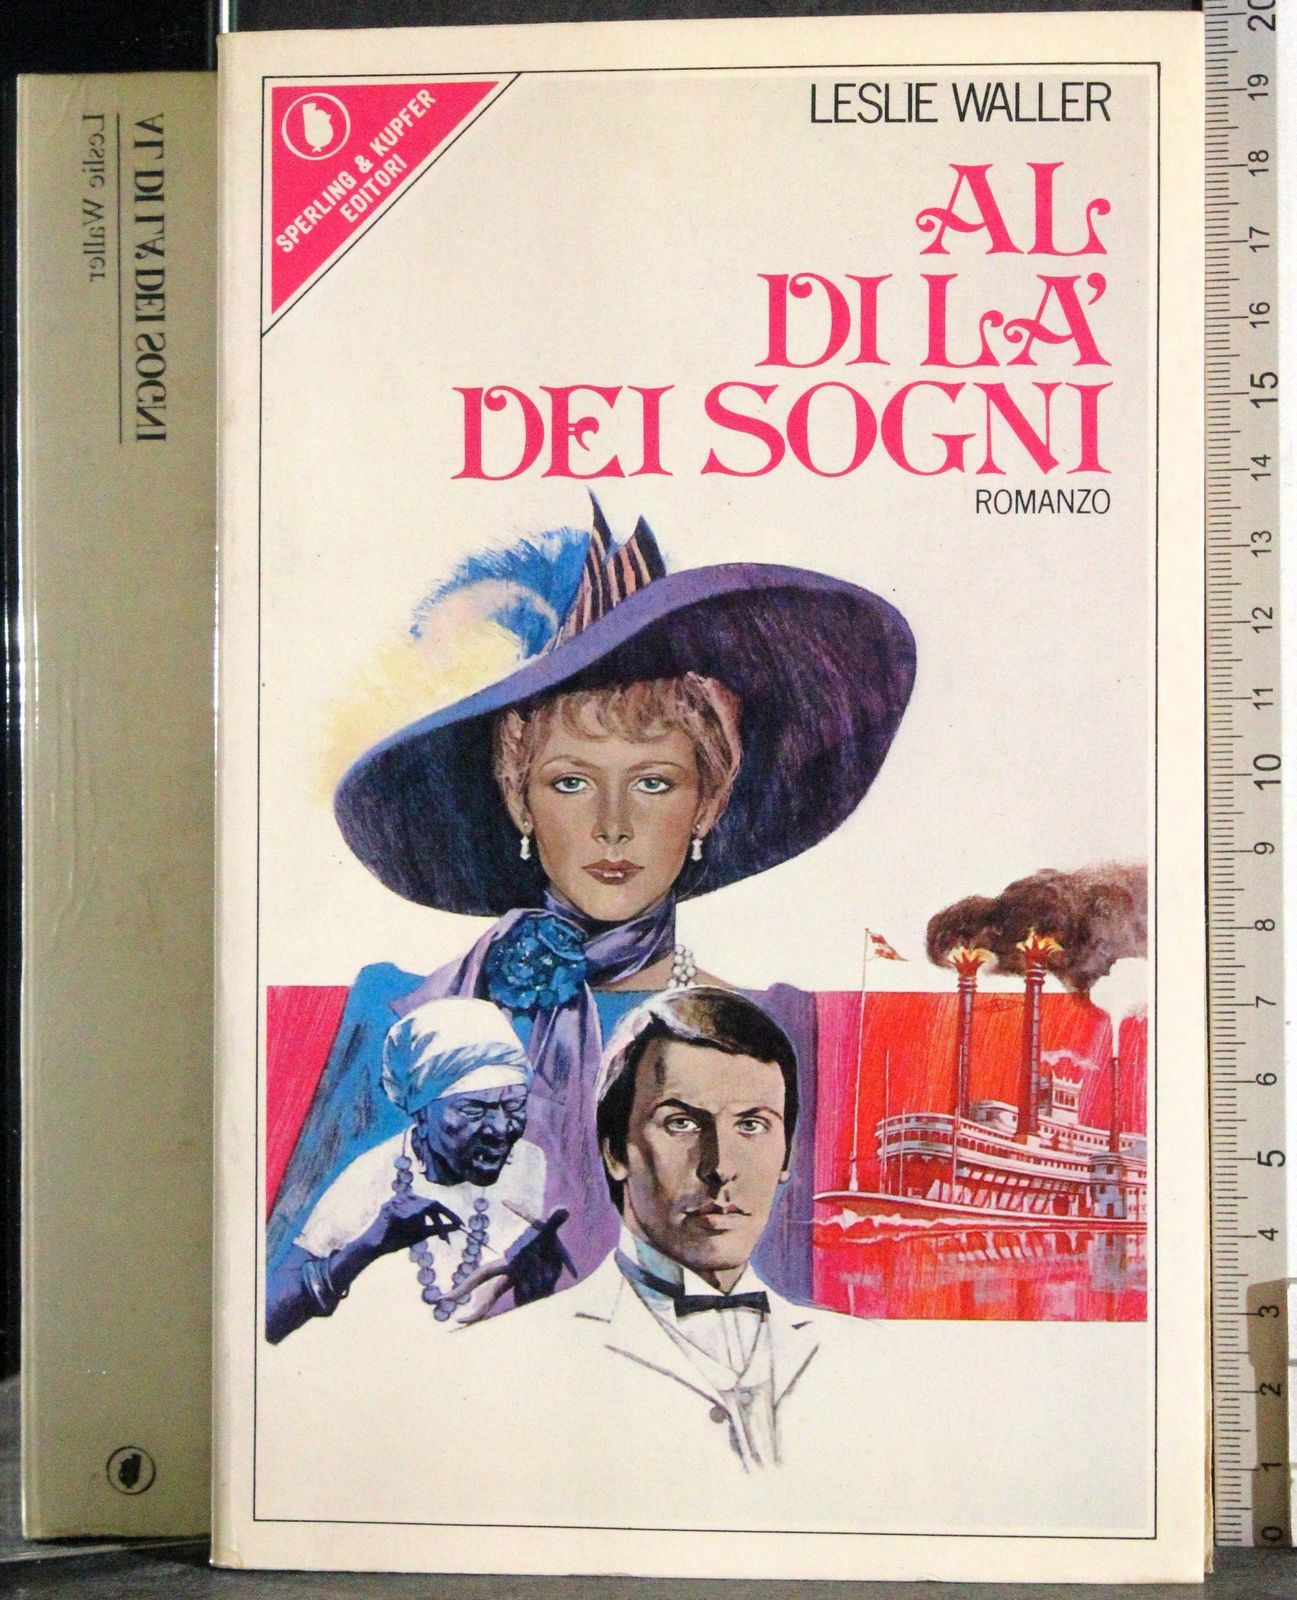 SPERLING & KUPFER
EDITORI
LESLIE WALLER
AL
DI LA'
DEI SOGNI
ROMANZO
Leslie Waller
AL DI LA' DEI SOGNI
20
19
18
17
16
15
14
13
12
11
10
9
8
7
6
5
4
3
2
1
0